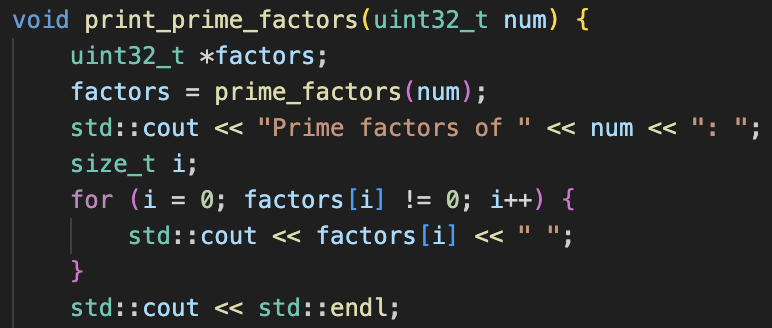 void print_prime_factors(uint32_t num) {
    uint32_t *factors;
    factors = prime_factors(num);
    std::cout << "Prime factors of " << num << ": ";
    size_t i;
    for (i = 0; factors[i] != 0; i++) {
        std::cout << factors[i] << " ";
    }
    std::cout << std::endl;